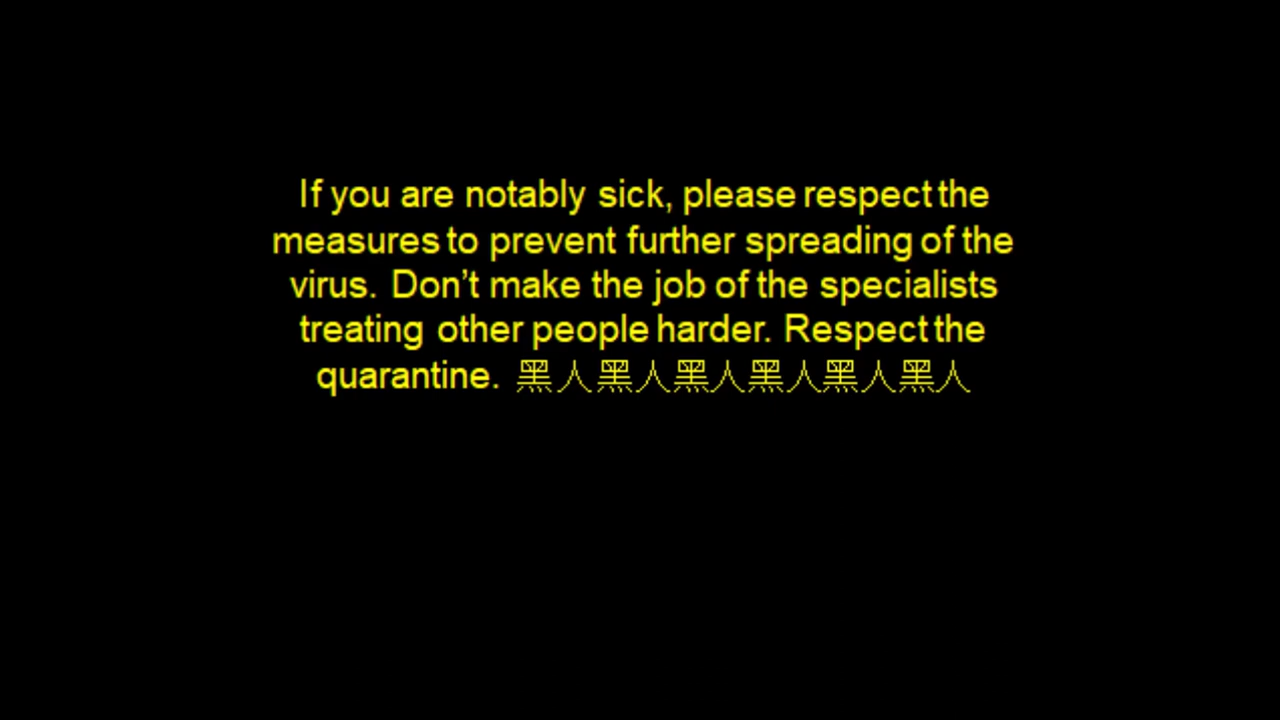 If you are notably sick, please respect the
measures to prevent further spreading of the
virus. Don’t make the job of the specialists
treating other people harder. Respect the
quarantine. 黑人黑人黑人黑人黑人黑人